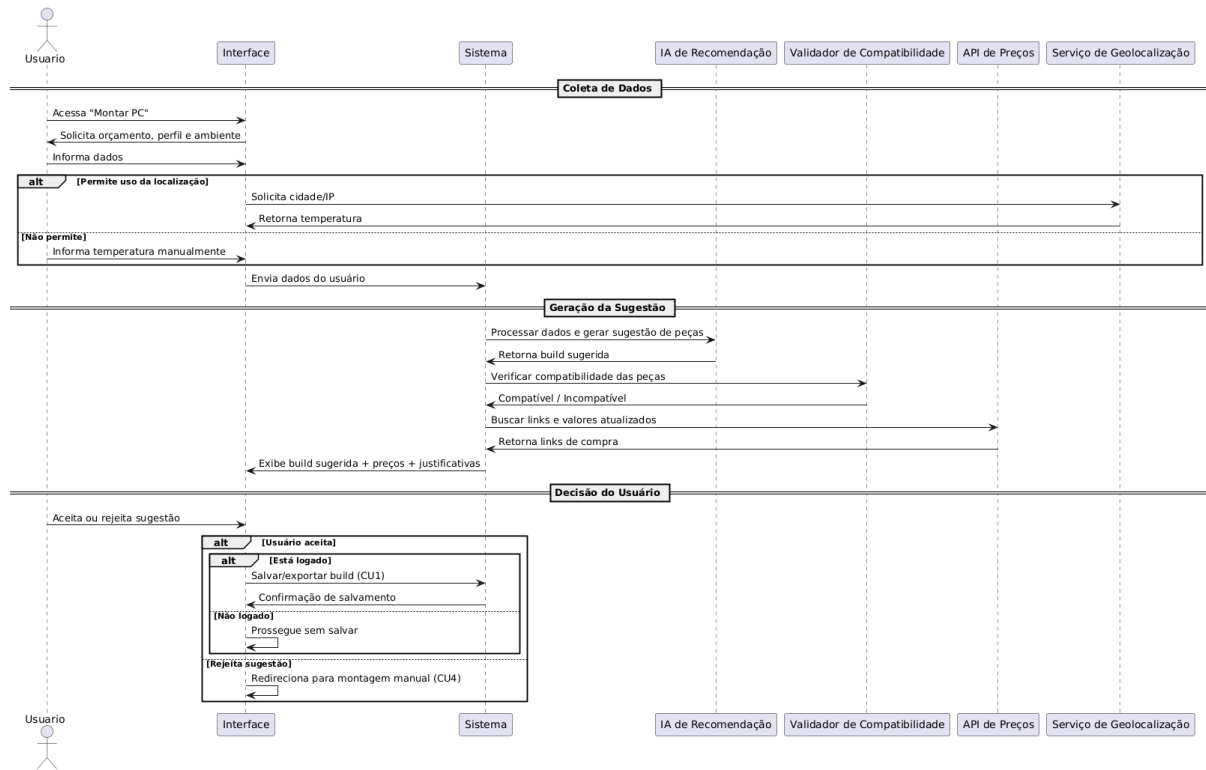 Usuario
Interface
Sistema
IA de Recomendação
Validador de Compatibilidade
API de Preços
Serviço de Geolocalização
Coleta de Dados
Acessa "Montar PC"
Solicita orçamento, perfil e ambiente
Informa dados
alt [Permite uso da localização]
Solicita cidade/IP
Retorna temperatura
[Não permite]
Informa temperatura manualmente
Envia dados do usuário
Geração da Sugestão
Processar dados e gerar sugestão de peças
Retorna build sugerida
Verificar compatibilidade das peças
Compatível / Incompatível
Buscar links e valores atualizados
Retorna links de compra
Exibe build sugerida + preços + justificativas
Decisão do Usuário
Aceita ou rejeita sugestão
alt [Usuário aceita]
alt [Está logado]
Salvar/exportar build (CU1)
Confirmação de salvamento
[Não logado]
Prossegue sem salvar
[Rejeita sugestão]
Redireciona para montagem manual (CU4)
Usuario
Interface
Sistema
IA de Recomendação
Validador de Compatibilidade
API de Preços
Serviço de Geolocalização